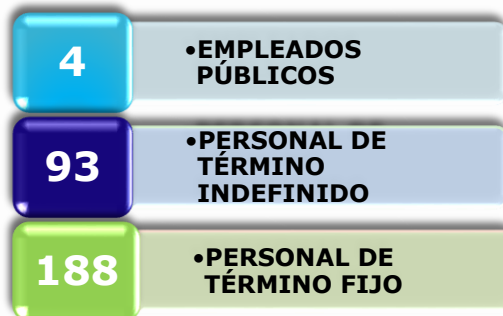 4
•EMPLEADOS
PÚBLICOS
93
•PERSONAL DE
TÉRMINO
INDEFINIDO
188
•PERSONAL DE
TÉRMINO FIJO